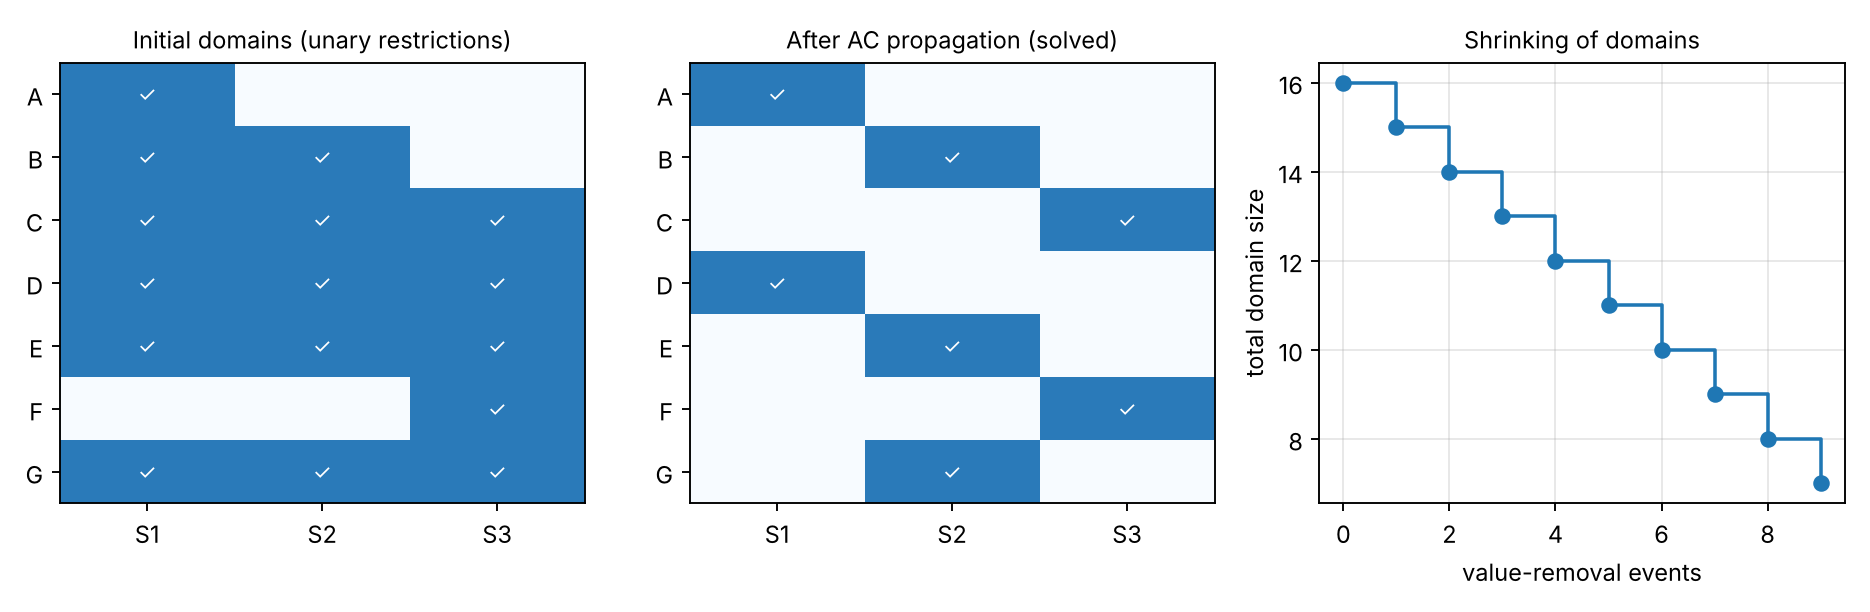 Initial domains (unary restrictions)
A ✓
B ✓ ✓
C ✓ ✓ ✓
D ✓ ✓ ✓
E ✓ ✓ ✓
F ✓
G ✓ ✓ ✓
S1 S2 S3
After AC propagation (solved)
A ✓
B ✓
C ✓
D ✓
E ✓
F ✓
G ✓
S1 S2 S3
Shrinking of domains
total domain size
16
14
12
10
8
0 2 4 6 8
value-removal events